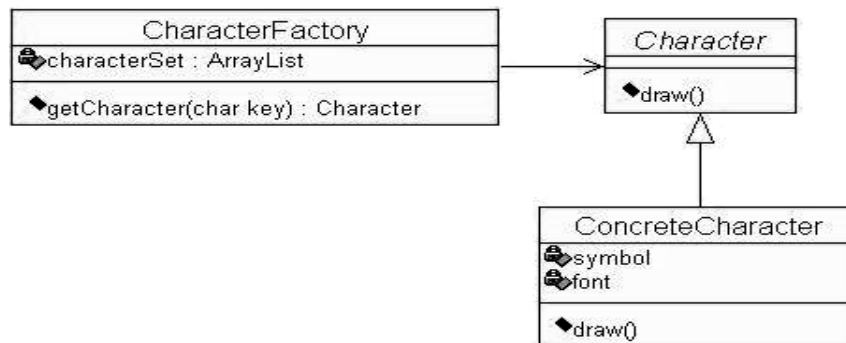 CharacterFactory
characterSet : ArrayList
getCharacter(char key) : Character
Character
draw()
ConcreteCharacter
symbol
font
draw()